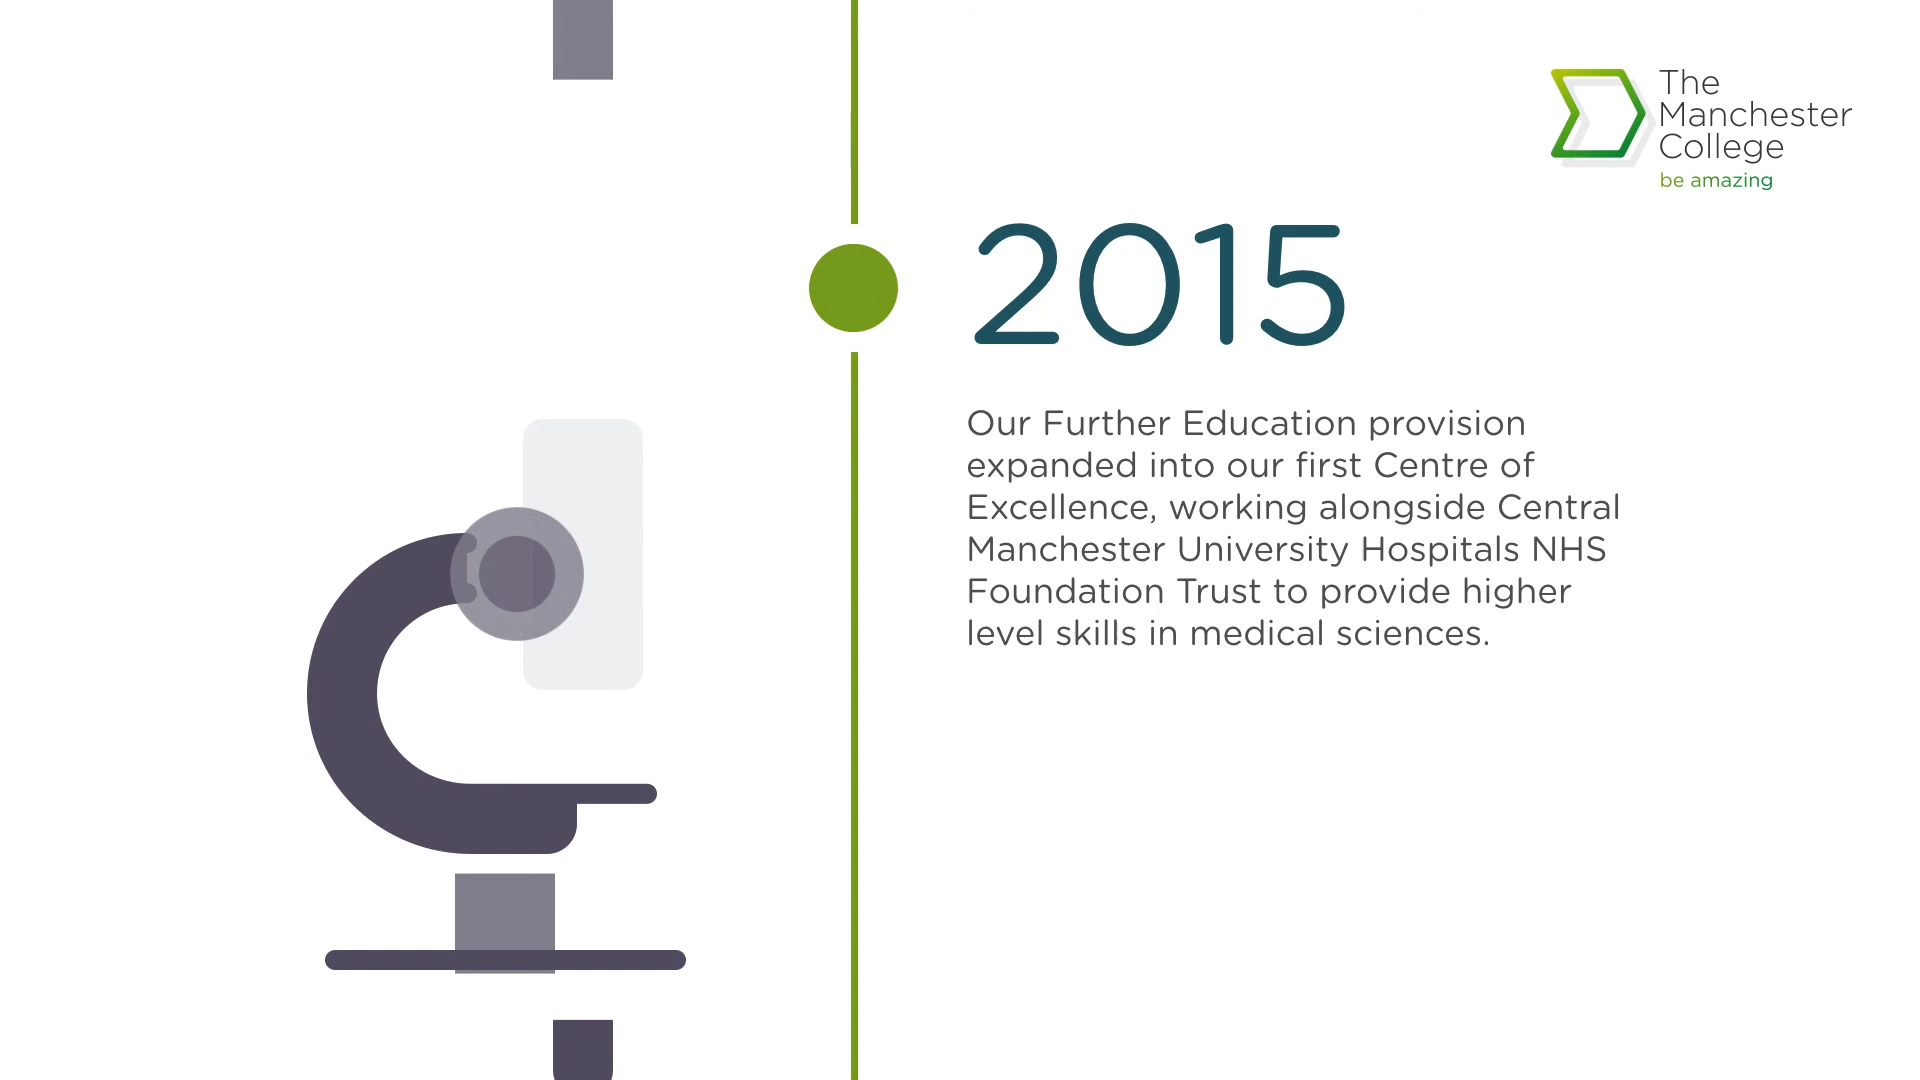 The
Manchester
College
be amazing
2015
Our Further Education provision
expanded into our first Centre of
Excellence, working alongside Central
Manchester University Hospitals NHS
Foundation Trust to provide higher
level skills in medical sciences.